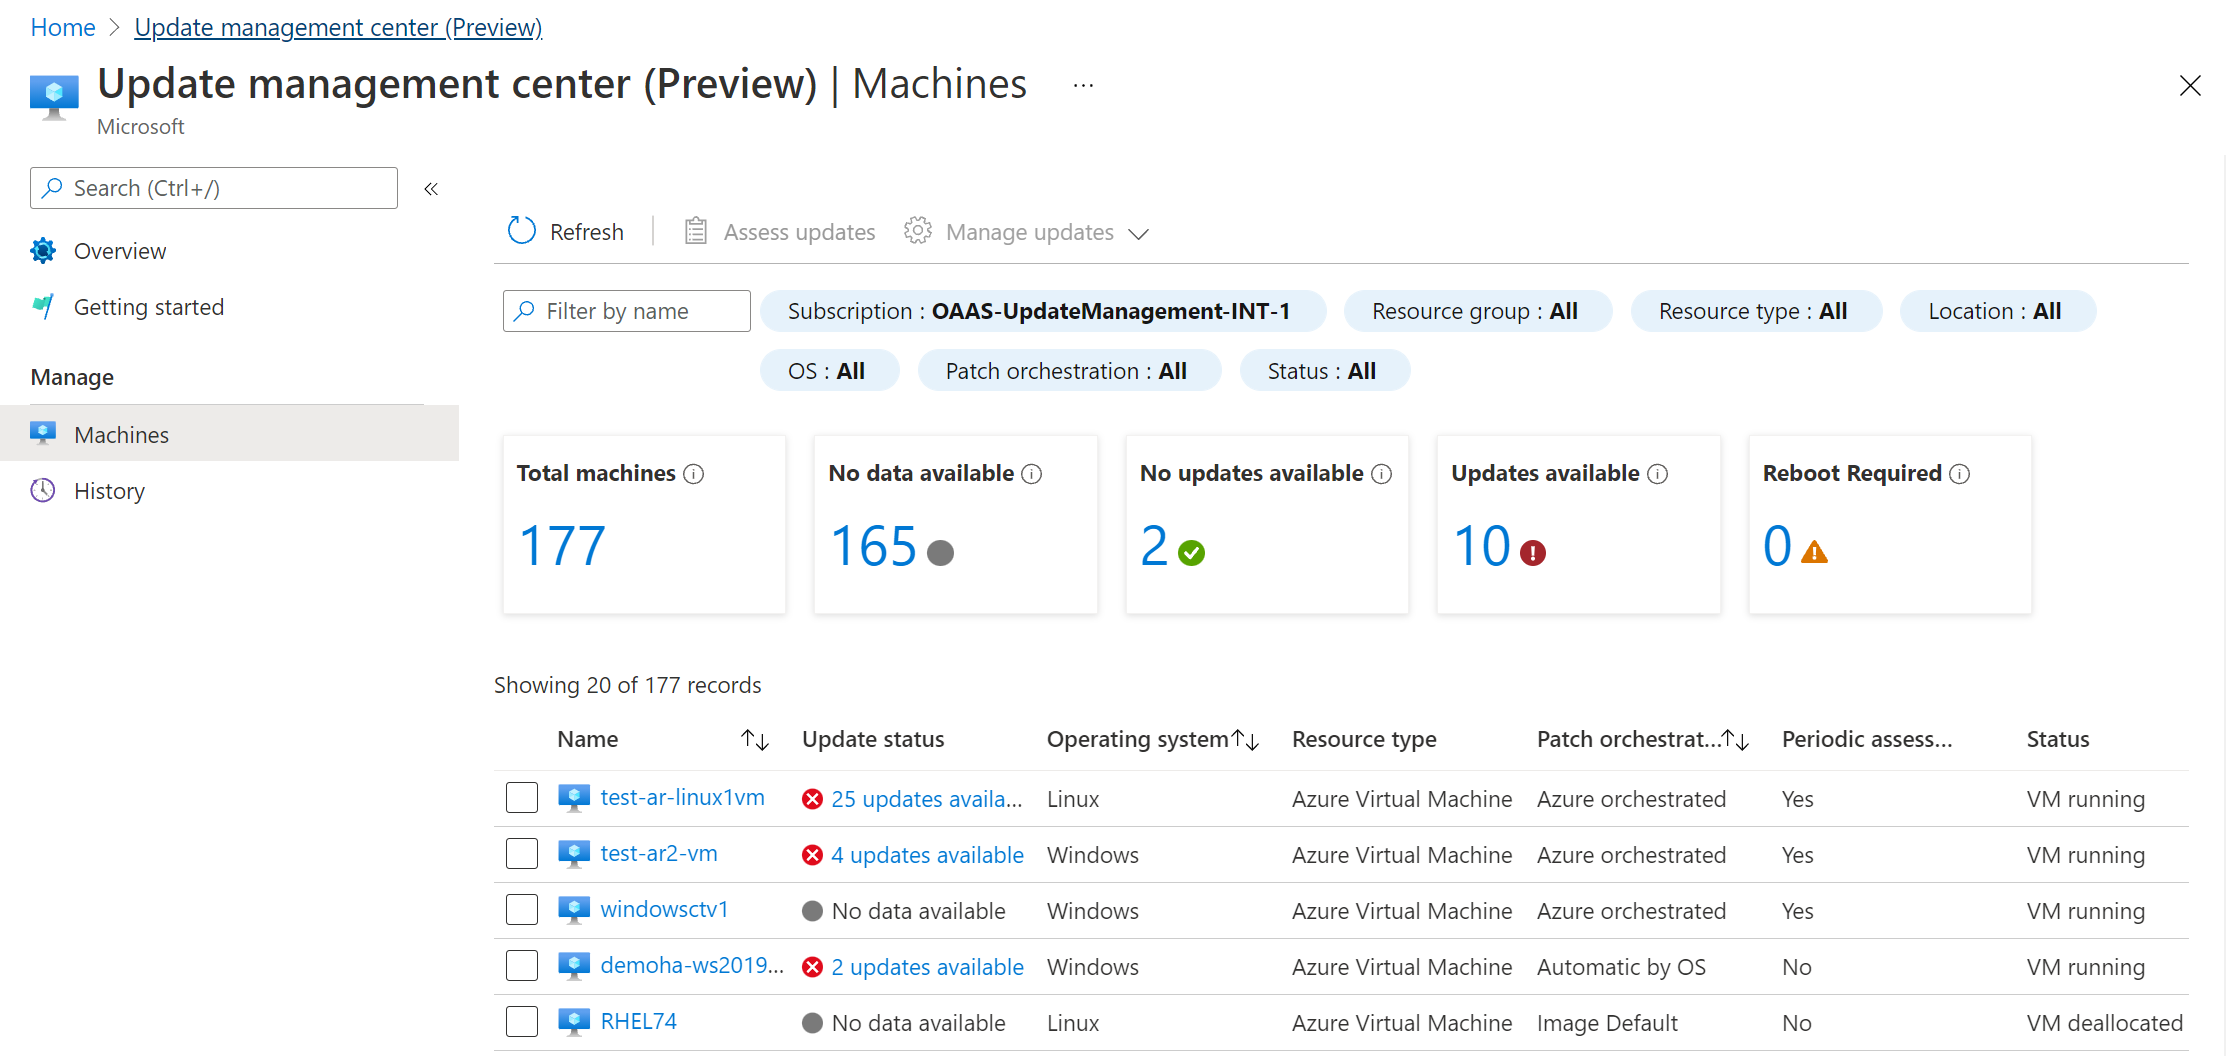 Home > Update management center (Preview)
Update management center (Preview) | Machines ...
Microsoft
Search (Ctrl+/) «
Overview
Getting started
Manage
Machines
History
Refresh | Assess updates Manage updates
Filter by name Subscription : OAAS-UpdateManagement-INT-1 Resource group : All Resource type : All Location : All
OS : All Patch orchestration : All Status : All
Total machines No data available No updates available Updates available Reboot Required
177 165 2 10 0
Showing 20 of 177 records
Name Update status Operating system Resource type Patch orchestrat... Periodic assess... Status
test-ar-linux1vm 25 updates availa... Linux Azure Virtual Machine Azure orchestrated Yes VM running
test-ar2-vm 4 updates available Windows Azure Virtual Machine Azure orchestrated Yes VM running
windowsctv1 No data available Windows Azure Virtual Machine Azure orchestrated Yes VM running
demoha-ws2019... 2 updates available Windows Azure Virtual Machine Automatic by OS No VM running
RHEL74 No data available Linux Azure Virtual Machine Image Default No VM deallocated